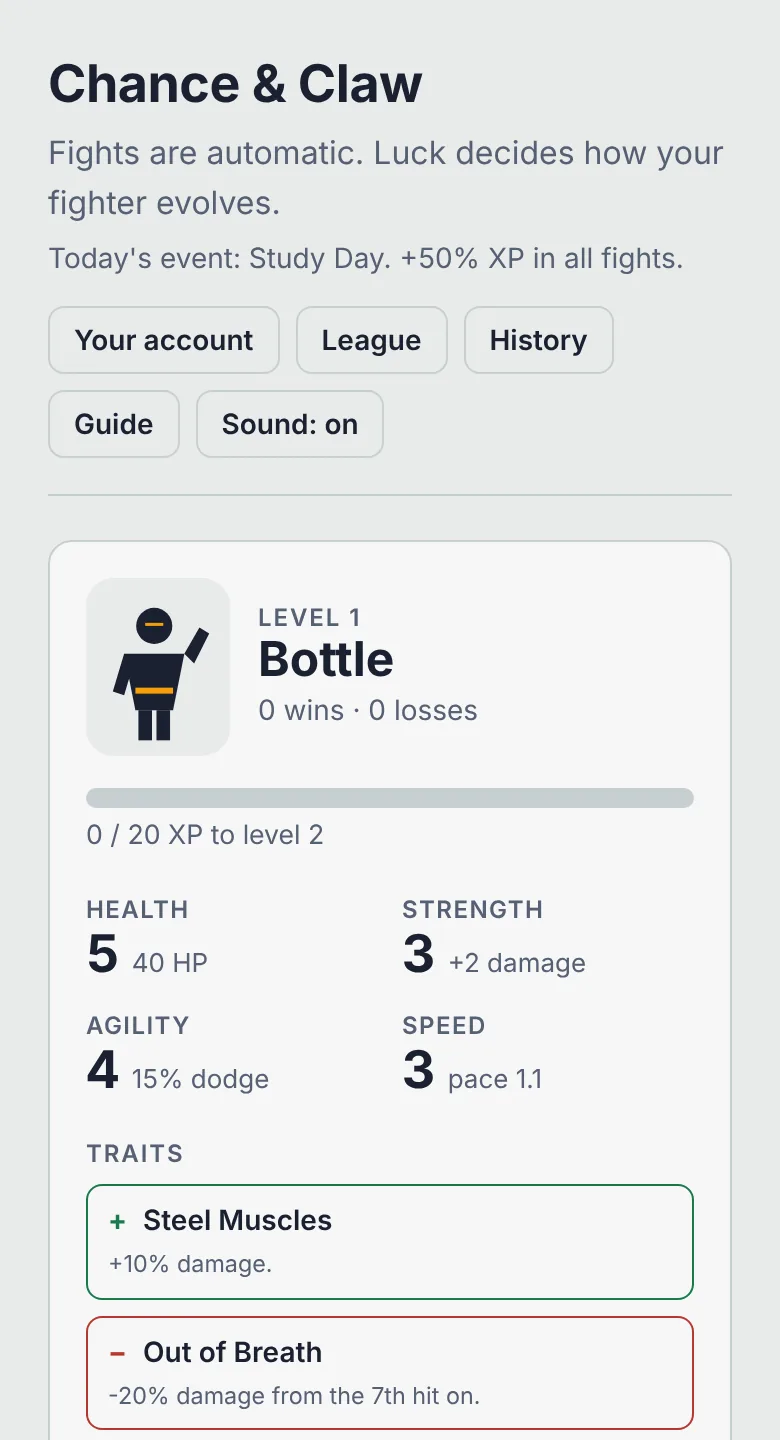 Chance & Claw
Fights are automatic. Luck decides how your
fighter evolves.
Today's event: Study Day. +50% XP in all fights.
Your account
League
History
Guide
Sound: on
LEVEL 1
Bottle
0 wins · 0 losses
0 / 20 XP to level 2
HEALTH
5 40 HP
STRENGTH
3 +2 damage
AGILITY
4 15% dodge
SPEED
3 pace 1.1
TRAITS
+ Steel Muscles
+10% damage.
– Out of Breath
-20% damage from the 7th hit on.